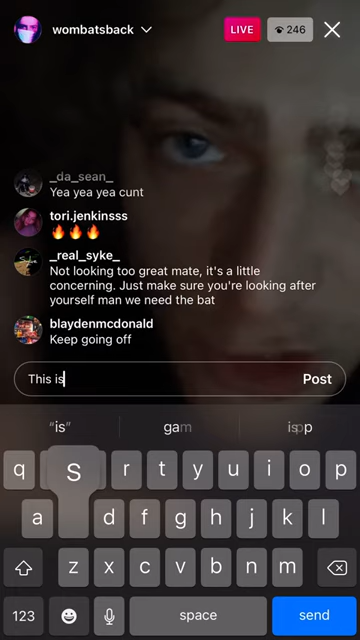 wombatsback
LIVE
246
_da_sean_
Yea yea yea cunt
tori.jenkinsss
🔥🔥🔥
_real_syke_
Not looking too great mate, it's a little
concerning. Just make sure you're looking after
yourself man we need the bat
blaydenmcdonald
Keep going off
This is
Post
"is"
q S r t y u i o p
a d f g h j k l
z x c v b n m
123
space
send